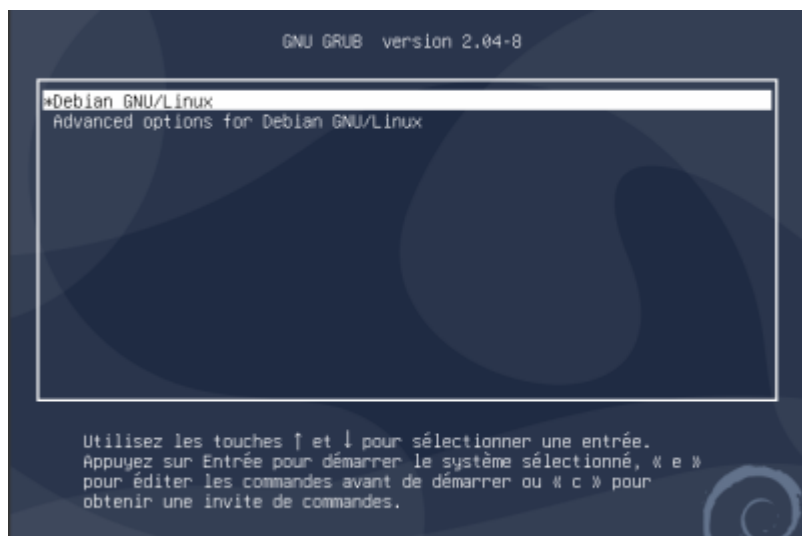 GNU GRUB version 2.04-8
*Debian GNU/Linux
Advanced options for Debian GNU/Linux
Utilisez les touches ↑ et ↓ pour sélectionner une entrée.
Appuyez sur Entrée pour démarrer le système sélectionné, « e »
pour éditer les commandes avant de démarrer ou « c » pour
obtenir une invite de commandes.